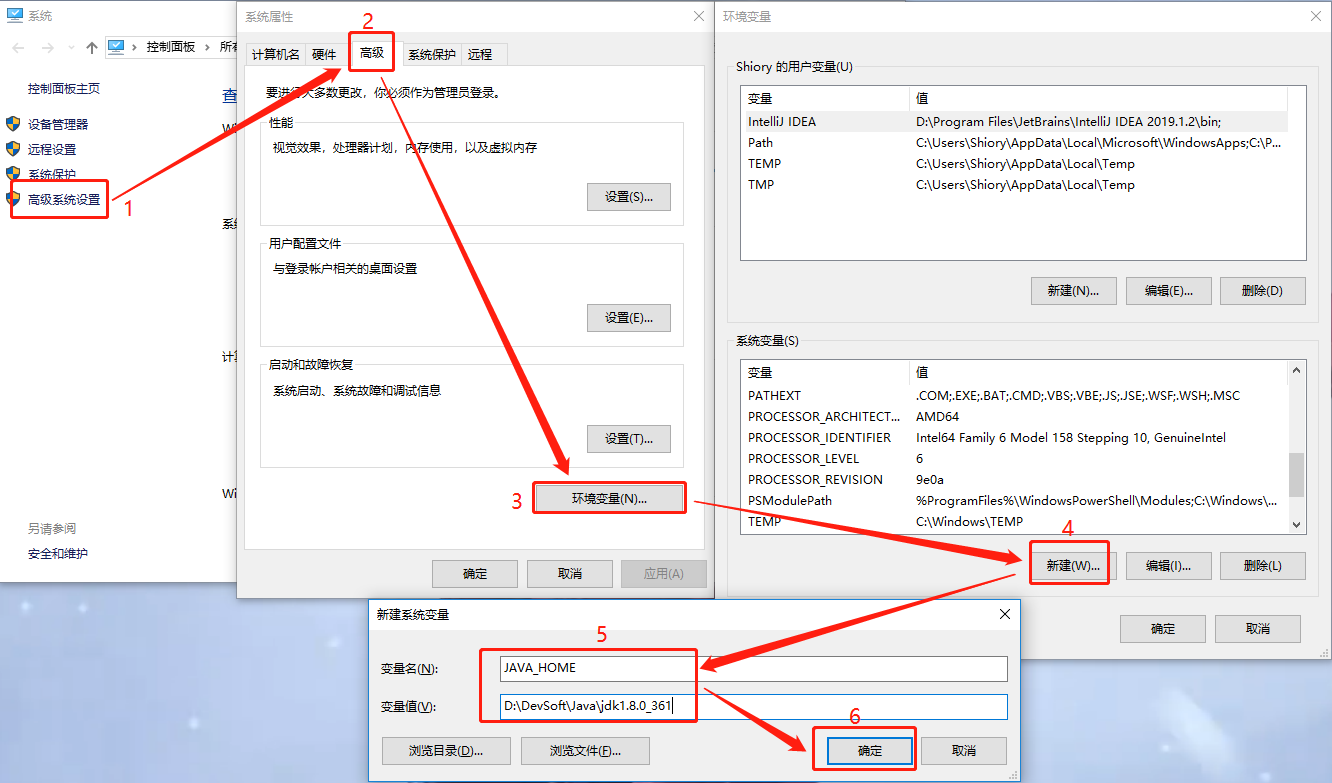 系统
控制面板
所有
控制面板主页
设备管理器
远程设置
系统保护
高级系统设置
1
另请参阅
安全和维护
查
系统
计算
Wi
系统属性
2
计算机名
硬件
高级
系统保护
远程
要进行大多数更改，你必须作为管理员登录。
性能
视觉效果，处理器计划，内存使用，以及虚拟内存
设置(S)...
用户配置文件
与登录帐户相关的桌面设置
设置(E)...
启动和故障恢复
系统启动、系统故障和调试信息
设置(T)...
3
环境变量(N)...
确定
取消
应用(A)
环境变量
Shiory 的用户变量(U)
变量 值
IntelliJ IDEA D:\Program Files\JetBrains\IntelliJ IDEA 2019.1.2\bin;
Path C:\Users\Shiory\AppData\Local\Microsoft\WindowsApps;C:\P...
TEMP C:\Users\Shiory\AppData\Local\Temp
TMP C:\Users\Shiory\AppData\Local\Temp
新建(N)...
编辑(E)...
删除(D)
系统变量(S)
变量 值
PATHEXT .COM;.EXE;.BAT;.CMD;.VBS;.VBE;.JS;.JSE;.WSF;.WSH;.MSC
PROCESSOR_ARCHITECT... AMD64
PROCESSOR_IDENTIFIER Intel64 Family 6 Model 158 Stepping 10, GenuineIntel
PROCESSOR_LEVEL 6
PROCESSOR_REVISION 9e0a
PSModulePath %ProgramFiles%\WindowsPowerShell\Modules;C:\Windows\...
TEMP C:\Windows\TEMP
4
新建(W)...
编辑(I)...
删除(L)
确定
取消
新建系统变量
5
变量名(N): JAVA_HOME
变量值(V): D:\DevSoft\Java\jdk1.8.0_361
6
浏览目录(D)...
浏览文件(F)...
确定
取消